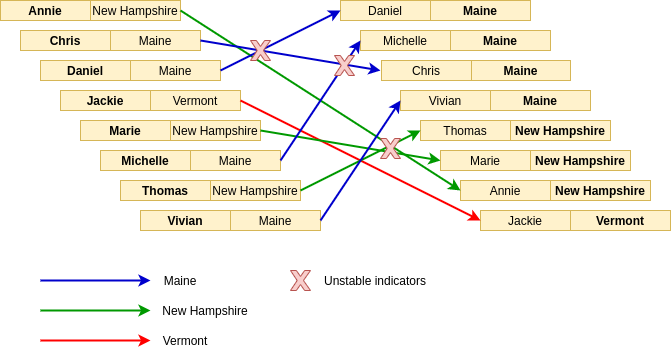 Annie New Hampshire Daniel Maine
Chris Maine Michelle Maine
Daniel Maine Chris Maine
Jackie Vermont Vivian Maine
Marie New Hampshire Thomas New Hampshire
Michelle Maine Marie New Hampshire
Thomas New Hampshire Annie New Hampshire
Vivian Maine Jackie Vermont
Maine Unstable indicators
New Hampshire
Vermont